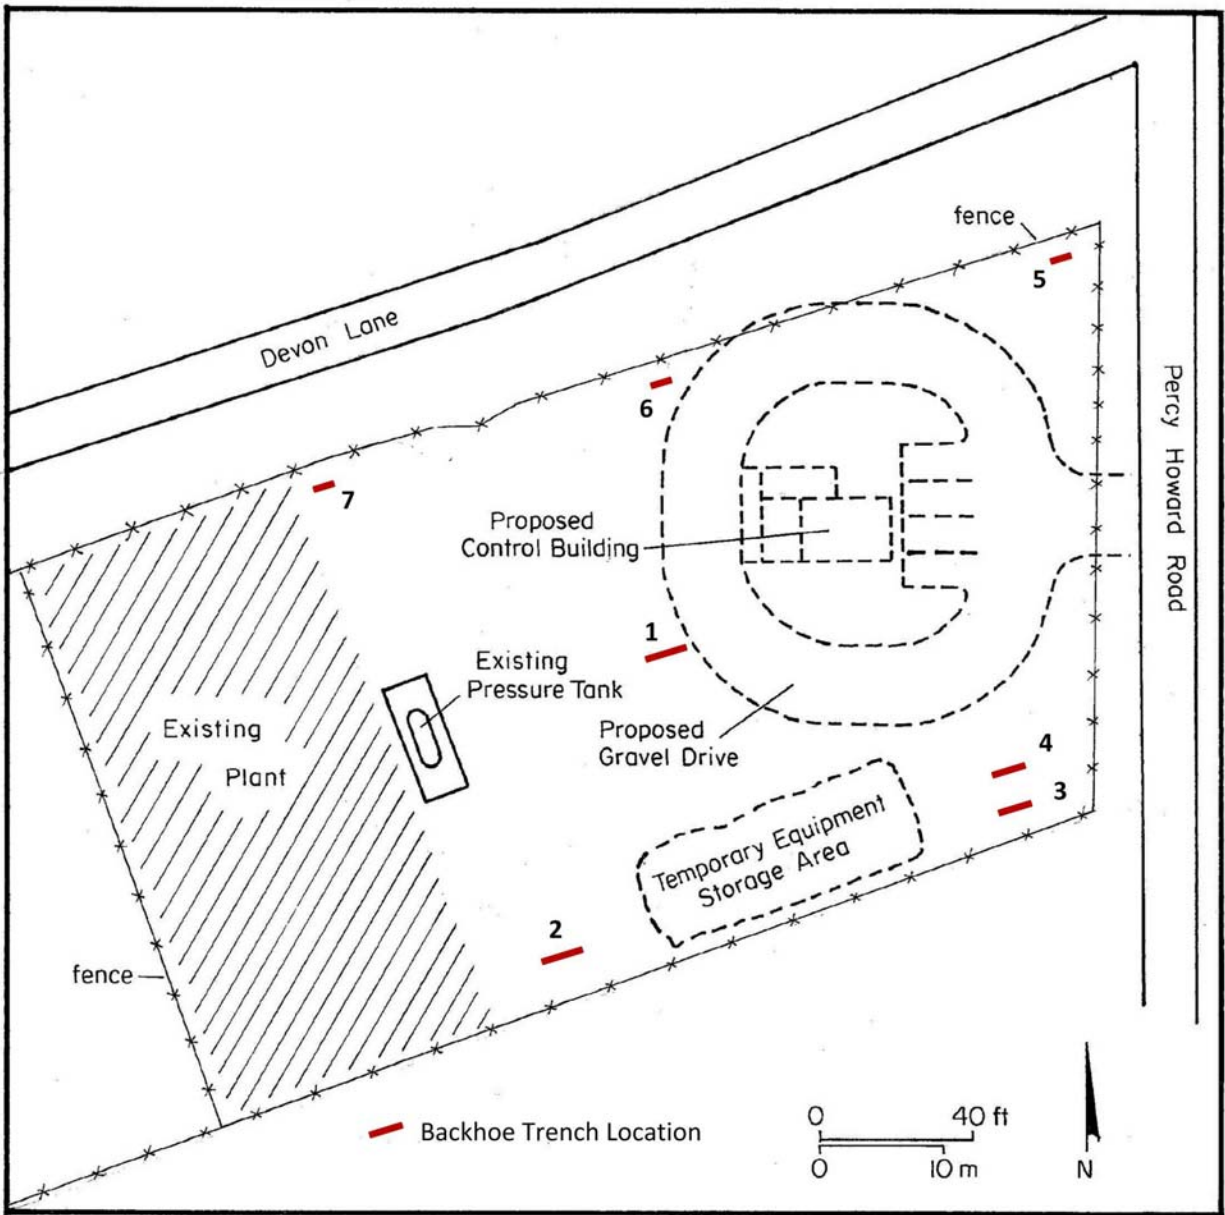 fence
5
Devon Lane
Percy Howard Road
6
7
Proposed
Control Building
1
Existing
Pressure Tank
Existing
Plant
Proposed
Gravel Drive
4
3
Temporary Equipment
Storage Area
2
fence
0 40 ft
Backhoe Trench Location
0 10 m
N